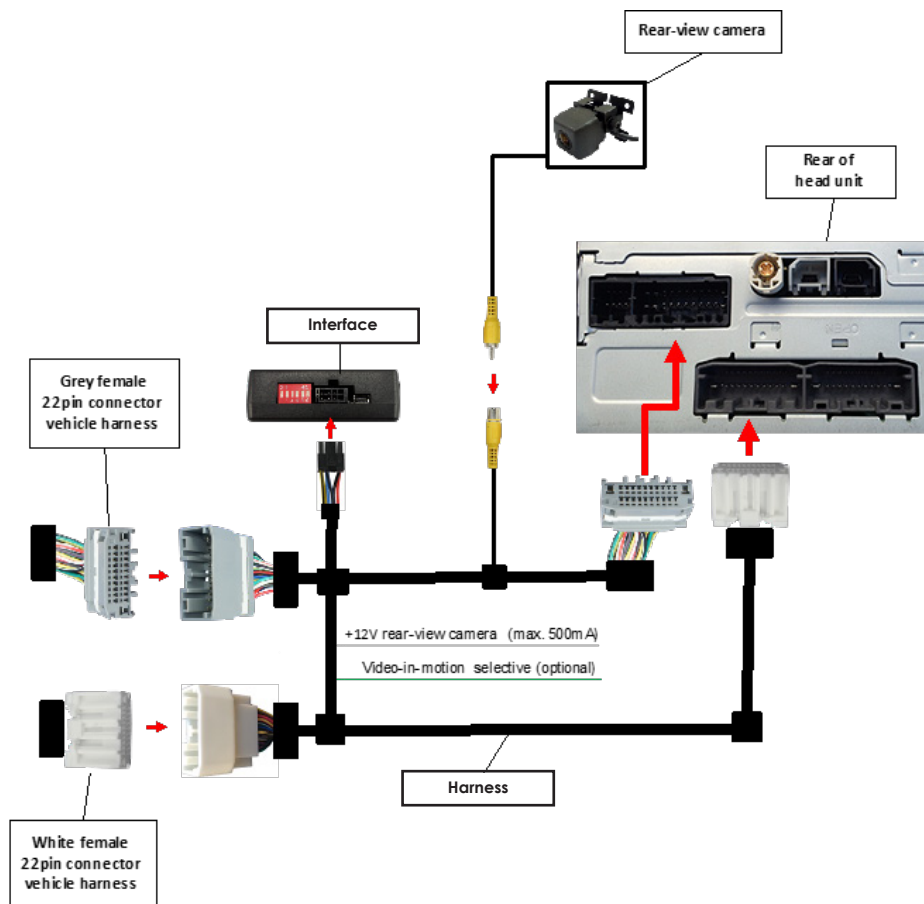 Rear-view camera
Rear of
head unit
Interface
Grey female
22pin connector
vehicle harness
+12V rear-view camera (max. 500mA)
Video-in-motion selective (optional)
Harness
White female
22pin connector
vehicle harness